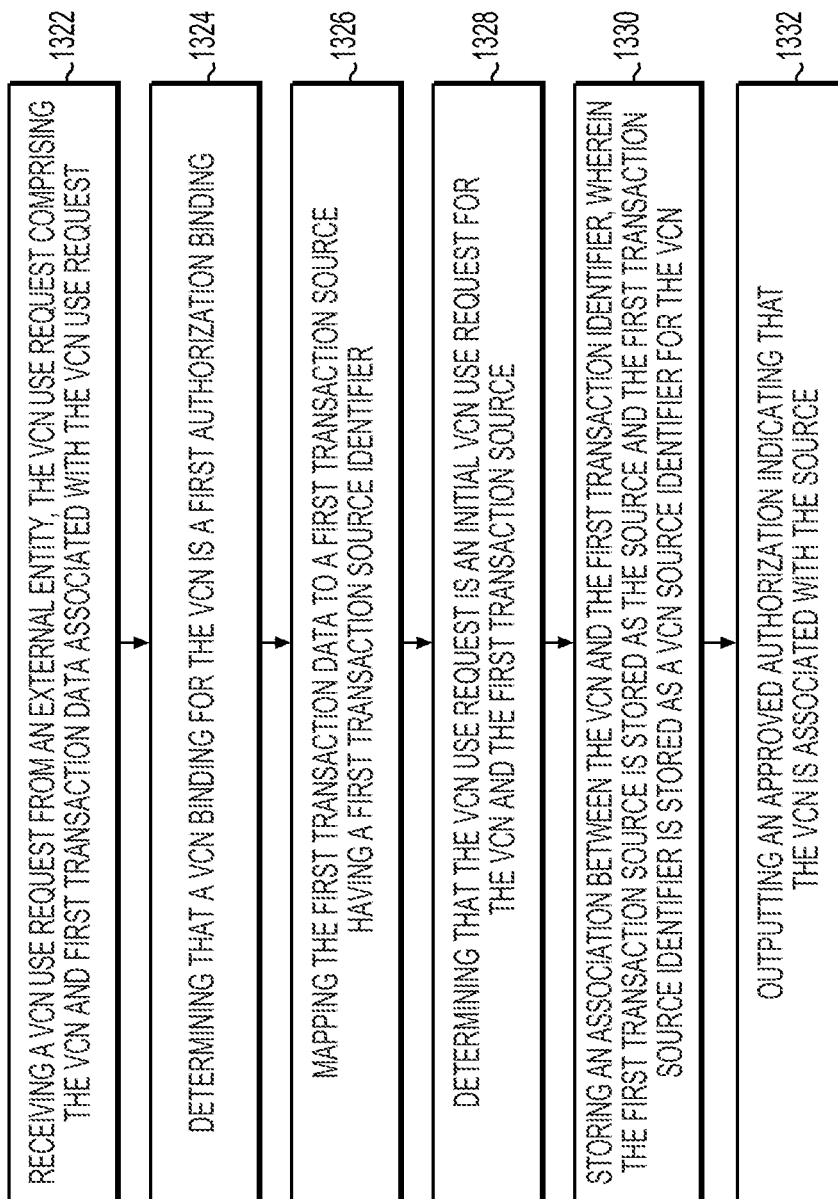 RECEIVING A VCN USE REQUEST FROM AN EXTERNAL ENTITY, THE VCN USE REQUEST COMPRISING
THE VCN AND FIRST TRANSACTION DATA ASSOCIATED WITH THE VCN USE REQUEST
1322
DETERMINING THAT A VCN BINDING FOR THE VCN IS A FIRST AUTHORIZATION BINDING
1324
MAPPING THE FIRST TRANSACTION DATA TO A FIRST TRANSACTION SOURCE
HAVING A FIRST TRANSACTION SOURCE IDENTIFIER
1326
DETERMINING THAT THE VCN USE REQUEST IS AN INITIAL VCN USE REQUEST FOR
THE VCN AND THE FIRST TRANSACTION SOURCE
1328
STORING AN ASSOCIATION BETWEEN THE VCN AND THE FIRST TRANSACTION IDENTIFIER, WHEREIN
THE FIRST TRANSACTION SOURCE IS STORED AS THE SOURCE AND THE FIRST TRANSACTION
SOURCE IDENTIFIER IS STORED AS A VCN SOURCE IDENTIFIER FOR THE VCN
1330
OUTPUTTING AN APPROVED AUTHORIZATION INDICATING THAT
THE VCN IS ASSOCIATED WITH THE SOURCE
1332